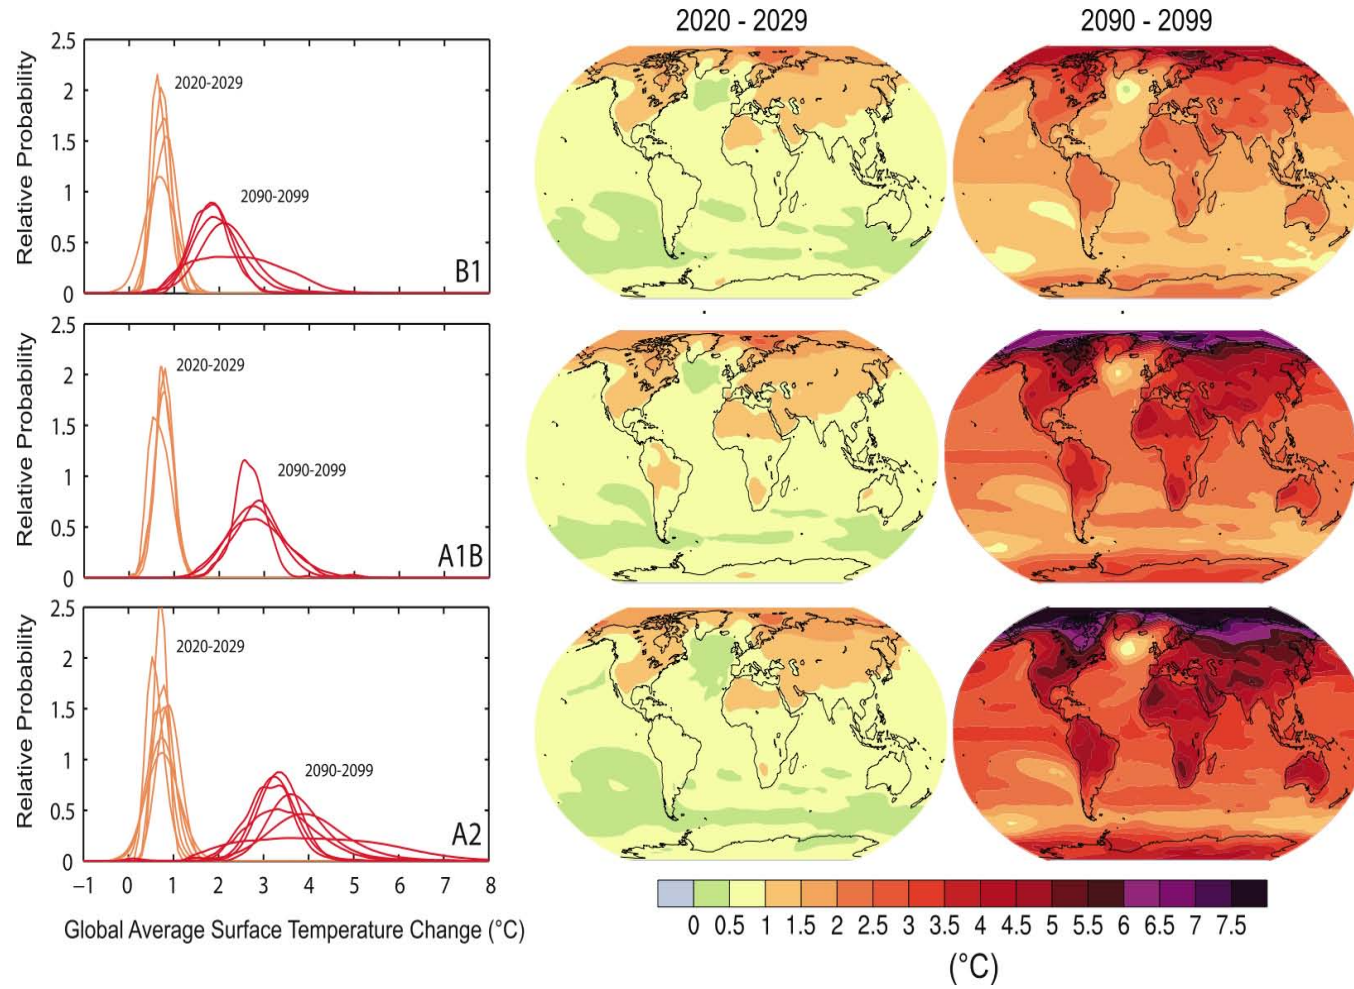 2020 - 2029
2090 - 2099
Relative Probability
2.5
2
1.5
1
0.5
0
2020-2029
2090-2099
B1
Relative Probability
2.5
2
1.5
1
0.5
0
2020-2029
2090-2099
A1B
Relative Probability
2.5
2
1.5
1
0.5
0
2020-2029
2090-2099
A2
−1 0 1 2 3 4 5 6 7 8
Global Average Surface Temperature Change (°C)
0 0.5 1 1.5 2 2.5 3 3.5 4 4.5 5 5.5 6 6.5 7 7.5
(°C)